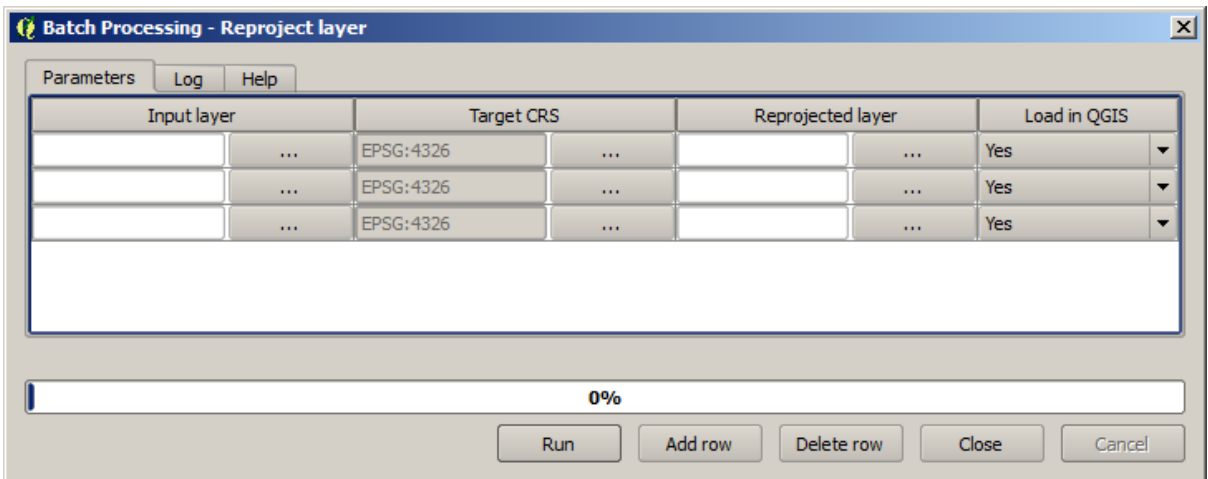 Batch Processing - Reproject layer
Parameters Log Help
Input layer Target CRS Reprojected layer Load in QGIS
... EPSG:4326 ... ... Yes
... EPSG:4326 ... ... Yes
... EPSG:4326 ... ... Yes
0%
Run Add row Delete row Close Cancel